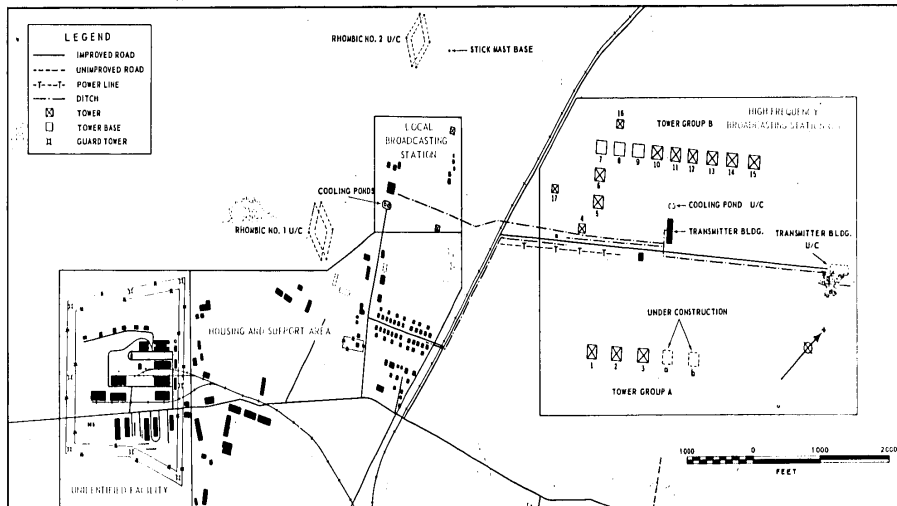 LEGEND
IMPROVED ROAD
UNIMPROVED ROAD
POWER LINE
DITCH
TOWER
TOWER BASE
GUARD TOWER
RHOMBIC NO. 2 U/C
STICK MAST BASE
LOCAL
BROADCASTING
STATION
COOLING PONDS
RHOMBIC NO. 1 U/C
HOUSING AND SUPPORT AREA
UNIDENTIFIED FACILITY
HIGH FREQUENCY
BROADCASTING STATION
16
TOWER GROUP B
7 8 9 10 11 12 13 14 15
6
17
5
4
COOLING POND U/C
TRANSMITTER BLDG.
TRANSMITTER BLDG.
U/C
UNDER CONSTRUCTION
1 2 3 a b
TOWER GROUP A
1000 0 1000 2000
FEET